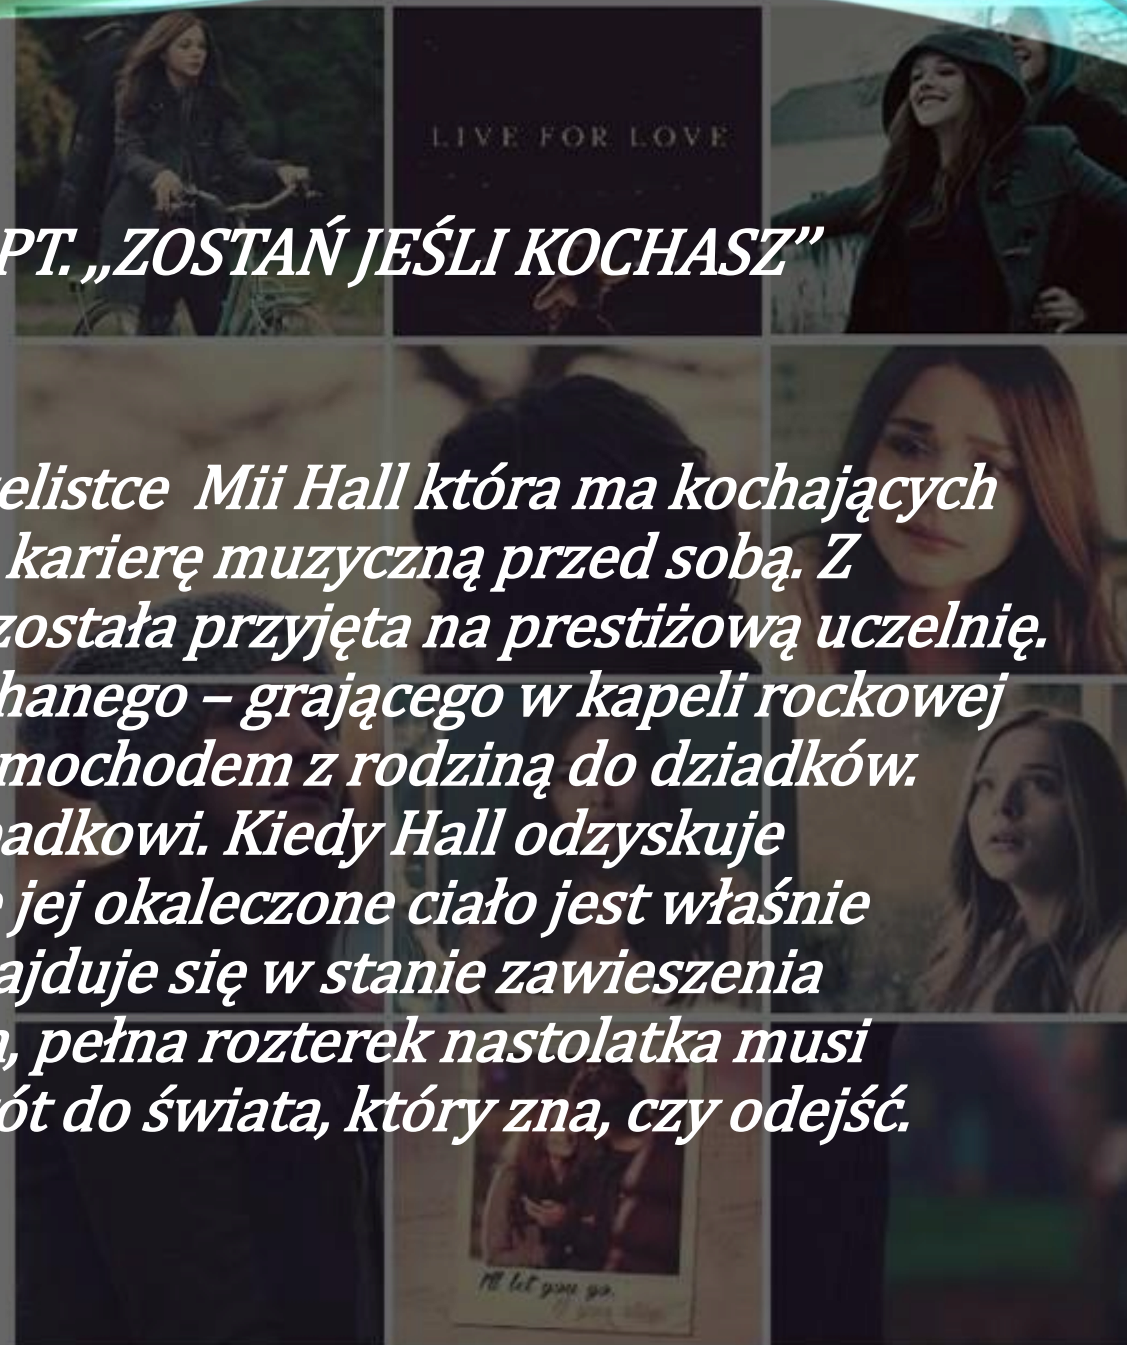 LIVE FOR LOVE
PT. „ZOSTAŃ JEŚLI KOCHASZ”
elistce Mii Hall która ma kochających
karierę muzyczną przed sobą. Z
została przyjęta na prestiżową uczelnię.
hanego – grającego w kapeli rockowej
mochodem z rodziną do dziadków.
adkowi. Kiedy Hall odzyskuje
jej okaleczone ciało jest właśnie
ajduje się w stanie zawieszenia
, pełna rozterek nastolatka musi
ót do świata, który zna, czy odejść.
I'll let you go.